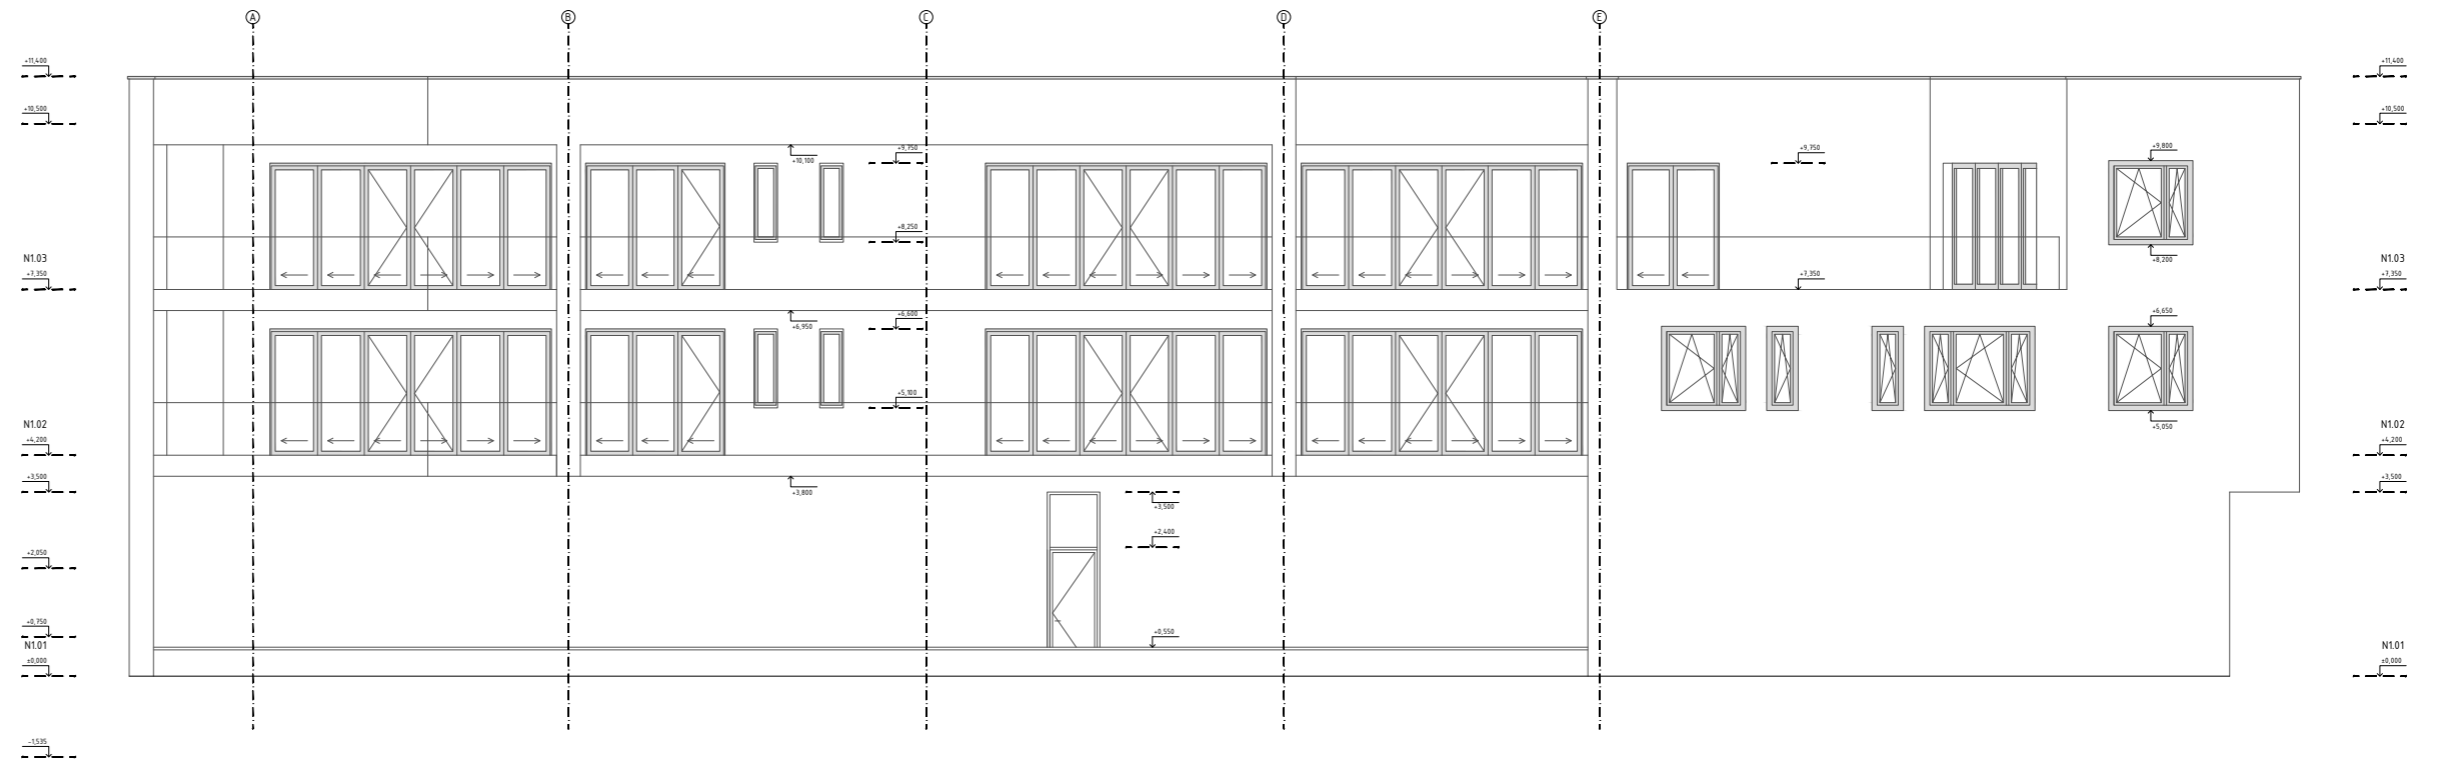 A B C D E
+11,400 +11,400
+10,500 +10,500
+10,100 +9,750 +9,750 +9,800
+8,250
N1.03 N1.03
+7,350 +7,350 +7,350 +8,200
+6,950 +6,600 +6,650
+5,100
N1.02 N1.02
+4,200 +4,200 +5,050
+3,500 +3,800 +3,500 +3,500
+2,400
+2,050
+0,750 +0,550
N1.01 N1.01
±0,000 ±0,000
-1,535